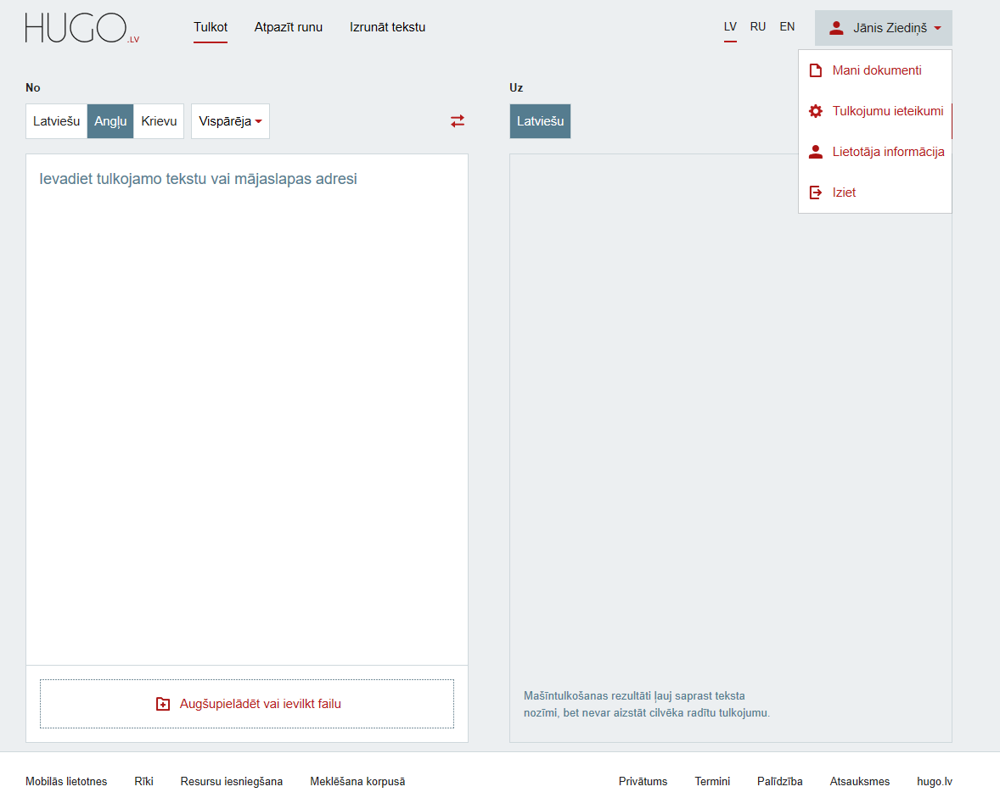 HUGO.LV
Tulkot
Atpazīt runu
Izrunāt tekstu
LV
RU
EN
Jānis Ziediņš
Mani dokumenti
Tulkojumu ieteikumi
Lietotāja informācija
Iziet
No
Latviešu
Angļu
Krievu
Vispārēja
Uz
Latviešu
Ievadiet tulkojamo tekstu vai mājaslapas adresi
Augšupielādēt vai ievilkt failu
Mašīntulkošanas rezultāti ļauj saprast teksta
nozīmi, bet nevar aizstāt cilvēka radītu tulkojumu.
Mobilās lietotnes
Rīki
Resursu iesniegšana
Meklēšana korpusā
Privātums
Termini
Palīdzība
Atsauksmes
hugo.lv